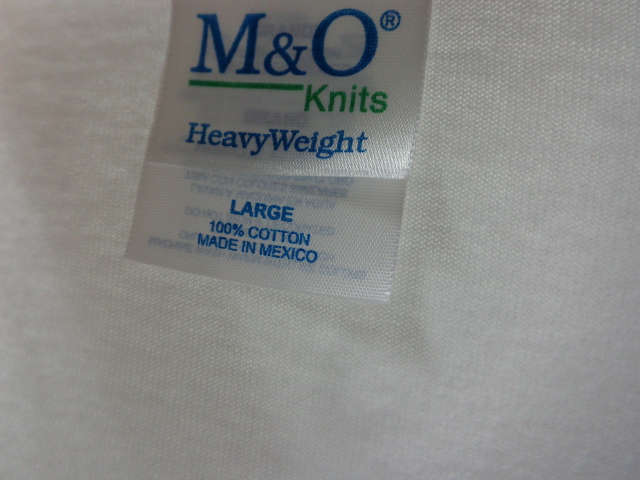 M&O®
Knits
HeavyWeight
LARGE
100% COTTON
MADE IN MEXICO